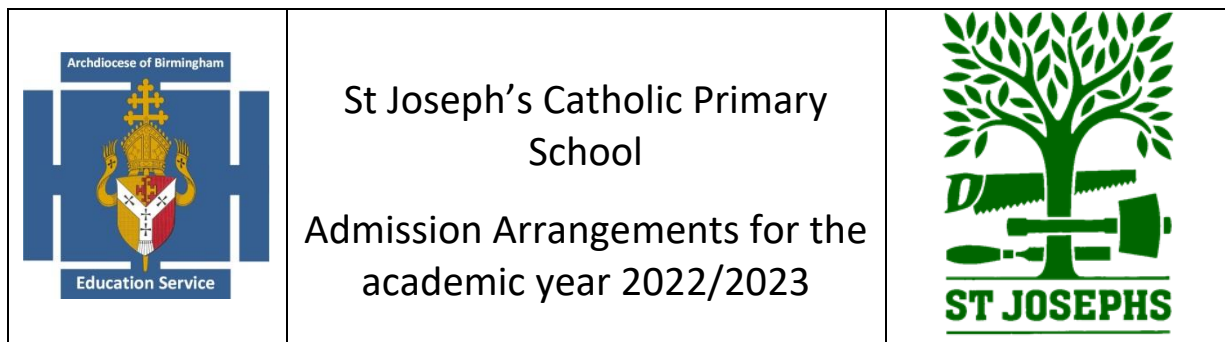 Archdiocese of Birmingham
Education Service
St Joseph’s Catholic Primary
School
Admission Arrangements for the
academic year 2022/2023
ST JOSEPHS